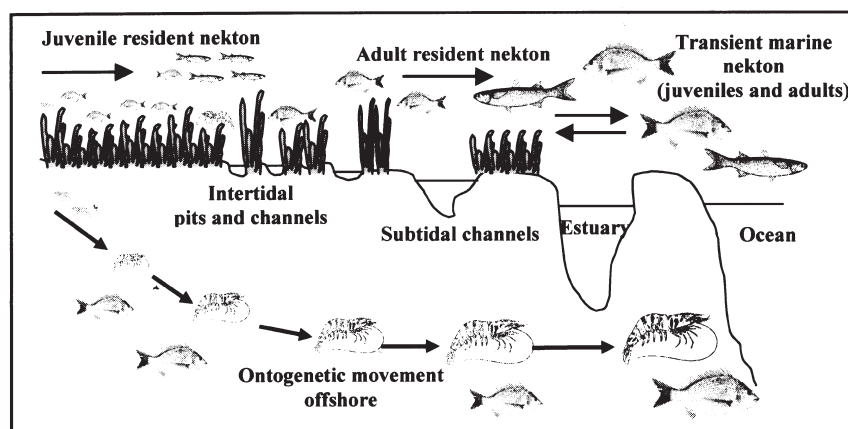 Juvenile resident nekton
Adult resident nekton
Transient marine
nekton
(juveniles and adults)
Intertidal
pits and channels
Subtidal channels
Estuary
Ocean
Ontogenetic movement
offshore